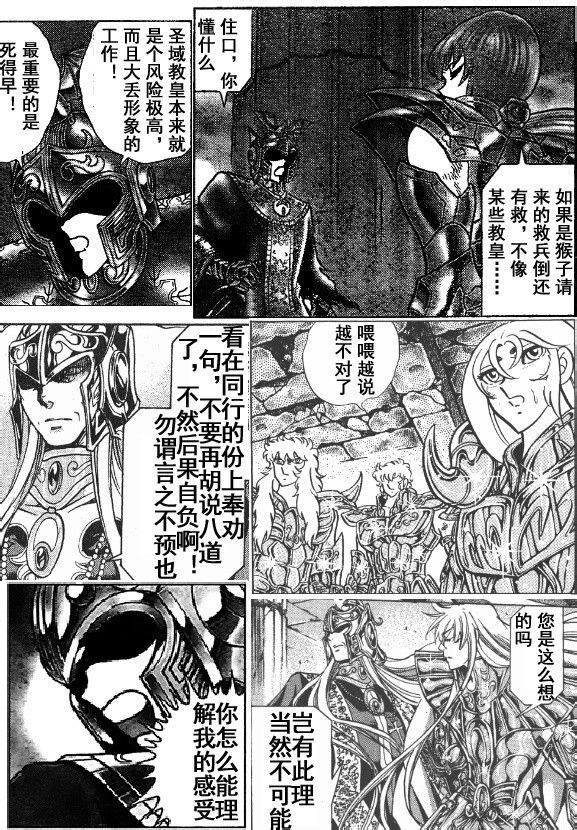 如果是猴子请
来的救兵倒还
有救，不像
某些教皇……
住口，你
懂什么
圣域教皇本来就
是个风险极高，
而且大丢形象的
工作！
最重要的是
死得早！
喂喂越说
越不对了
看在同行的份上奉劝
一句，不要再胡说八道
了，不然后果自负啊！
勿谓言之不预也
您是这么想
的吗
岂有此理
当然不可能
你怎么能理
解我的感受